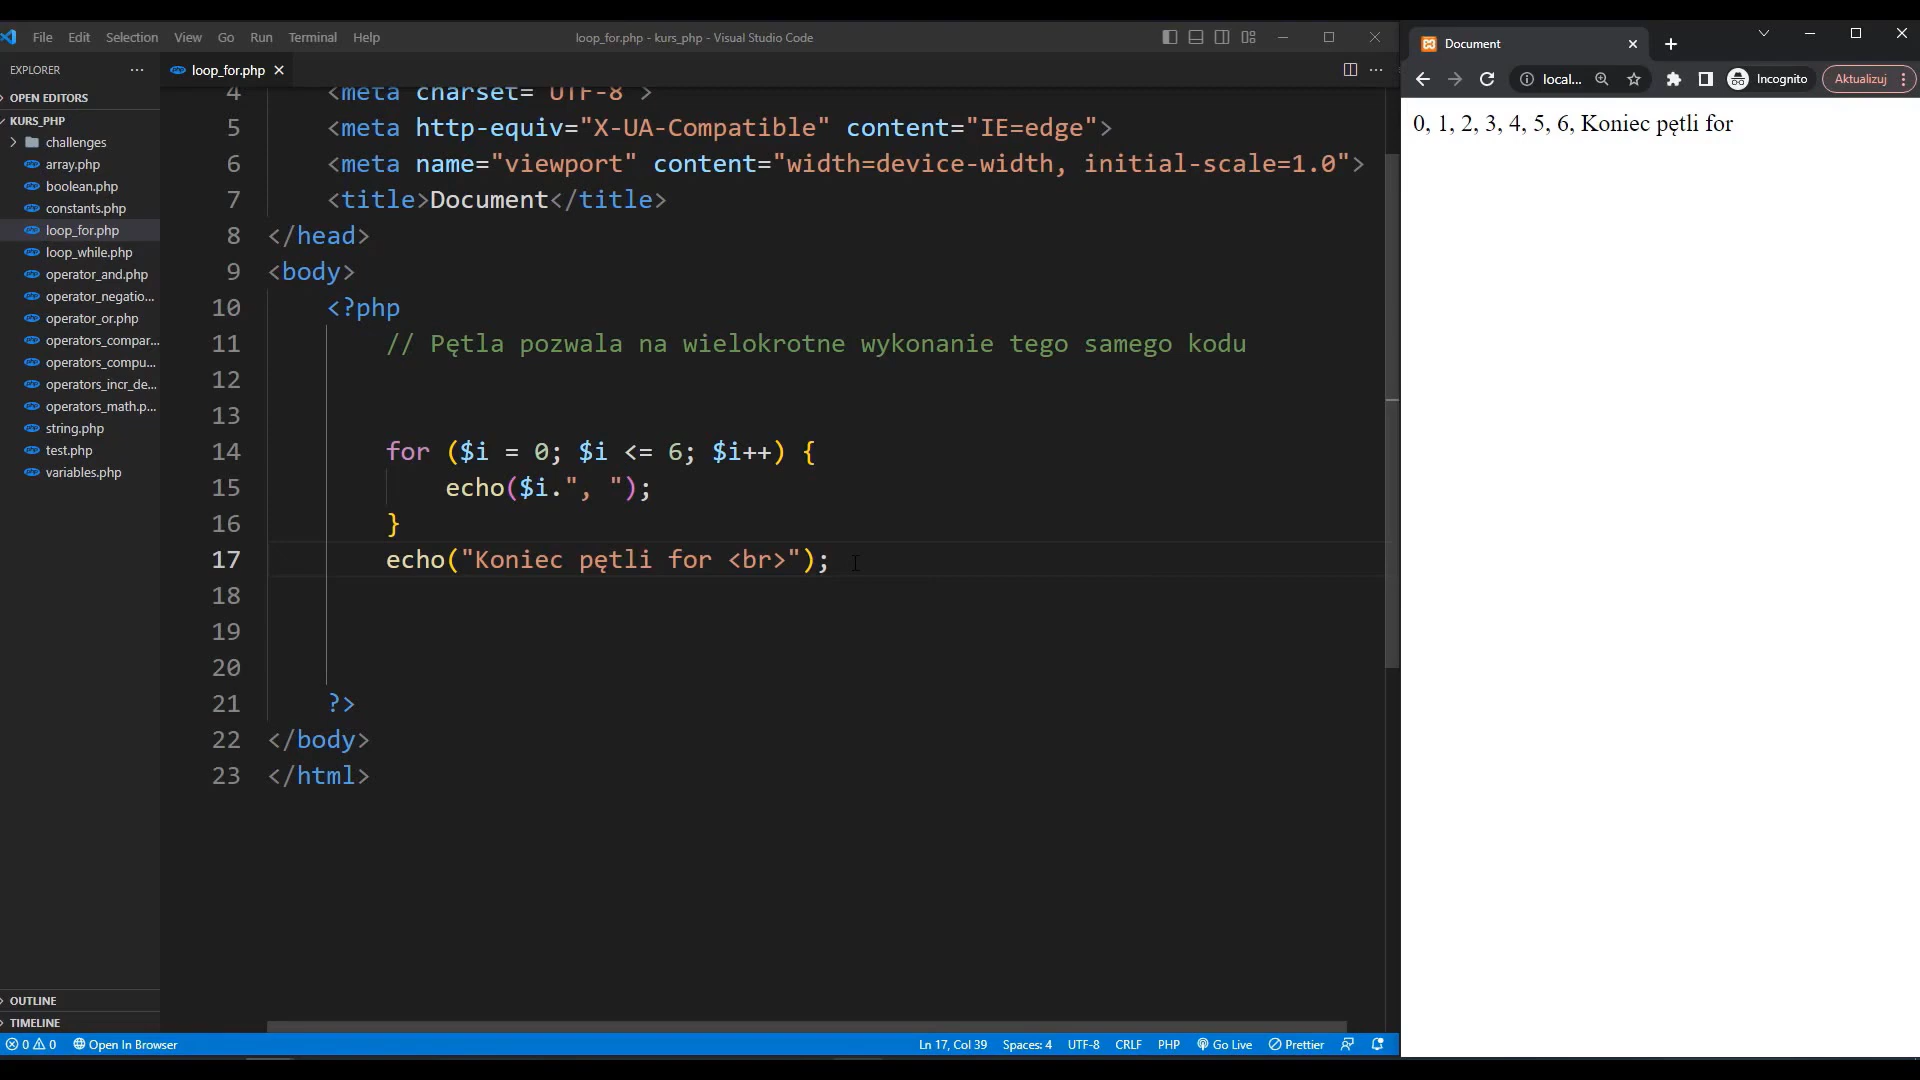 File Edit Selection View Go Run Terminal Help
loop_for.php - kurs_php - Visual Studio Code
EXPLORER
OPEN EDITORS
KURS_PHP
challenges
array.php
boolean.php
constants.php
loop_for.php
loop_while.php
operator_and.php
operator_negatio...
operator_or.php
operators_compar...
operators_compu...
operators_incr_de...
operators_math.p...
string.php
test.php
variables.php
OUTLINE
TIMELINE
loop_for.php
4 <meta charset="UTF-8">
5 <meta http-equiv="X-UA-Compatible" content="IE=edge">
6 <meta name="viewport" content="width=device-width, initial-scale=1.0">
7 <title>Document</title>
8 </head>
9 <body>
10 <?php
11 // Pętla pozwala na wielokrotne wykonanie tego samego kodu
12
13
14 for ($i = 0; $i <= 6; $i++) {
15 echo($i.", ");
16 }
17 echo("Koniec pętli for <br>");
18
19
20
21 ?>
22 </body>
23 </html>
0 0 Open In Browser
Ln 17, Col 39 Spaces: 4 UTF-8 CRLF PHP Go Live Prettier
Document
local... Incognito Aktualizuj
0, 1, 2, 3, 4, 5, 6, Koniec pętli for